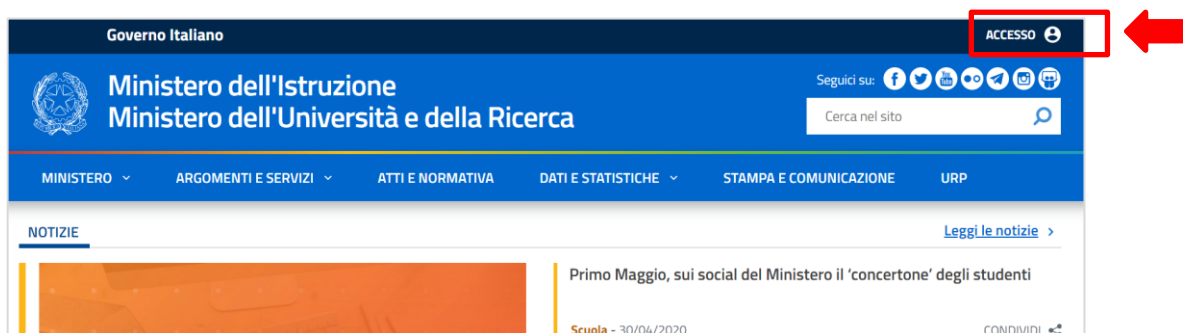 Governo Italiano
ACCESSO
Ministero dell'Istruzione
Ministero dell'Università e della Ricerca
Seguici su:
Cerca nel sito
MINISTERO
ARGOMENTI E SERVIZI
ATTI E NORMATIVA
DATI E STATISTICHE
STAMPA E COMUNICAZIONE
URP
NOTIZIE
Leggi le notizie
Primo Maggio, sui social del Ministero il ‘concertone’ degli studenti
Scuola - 30/04/2020
CONDIVIDI